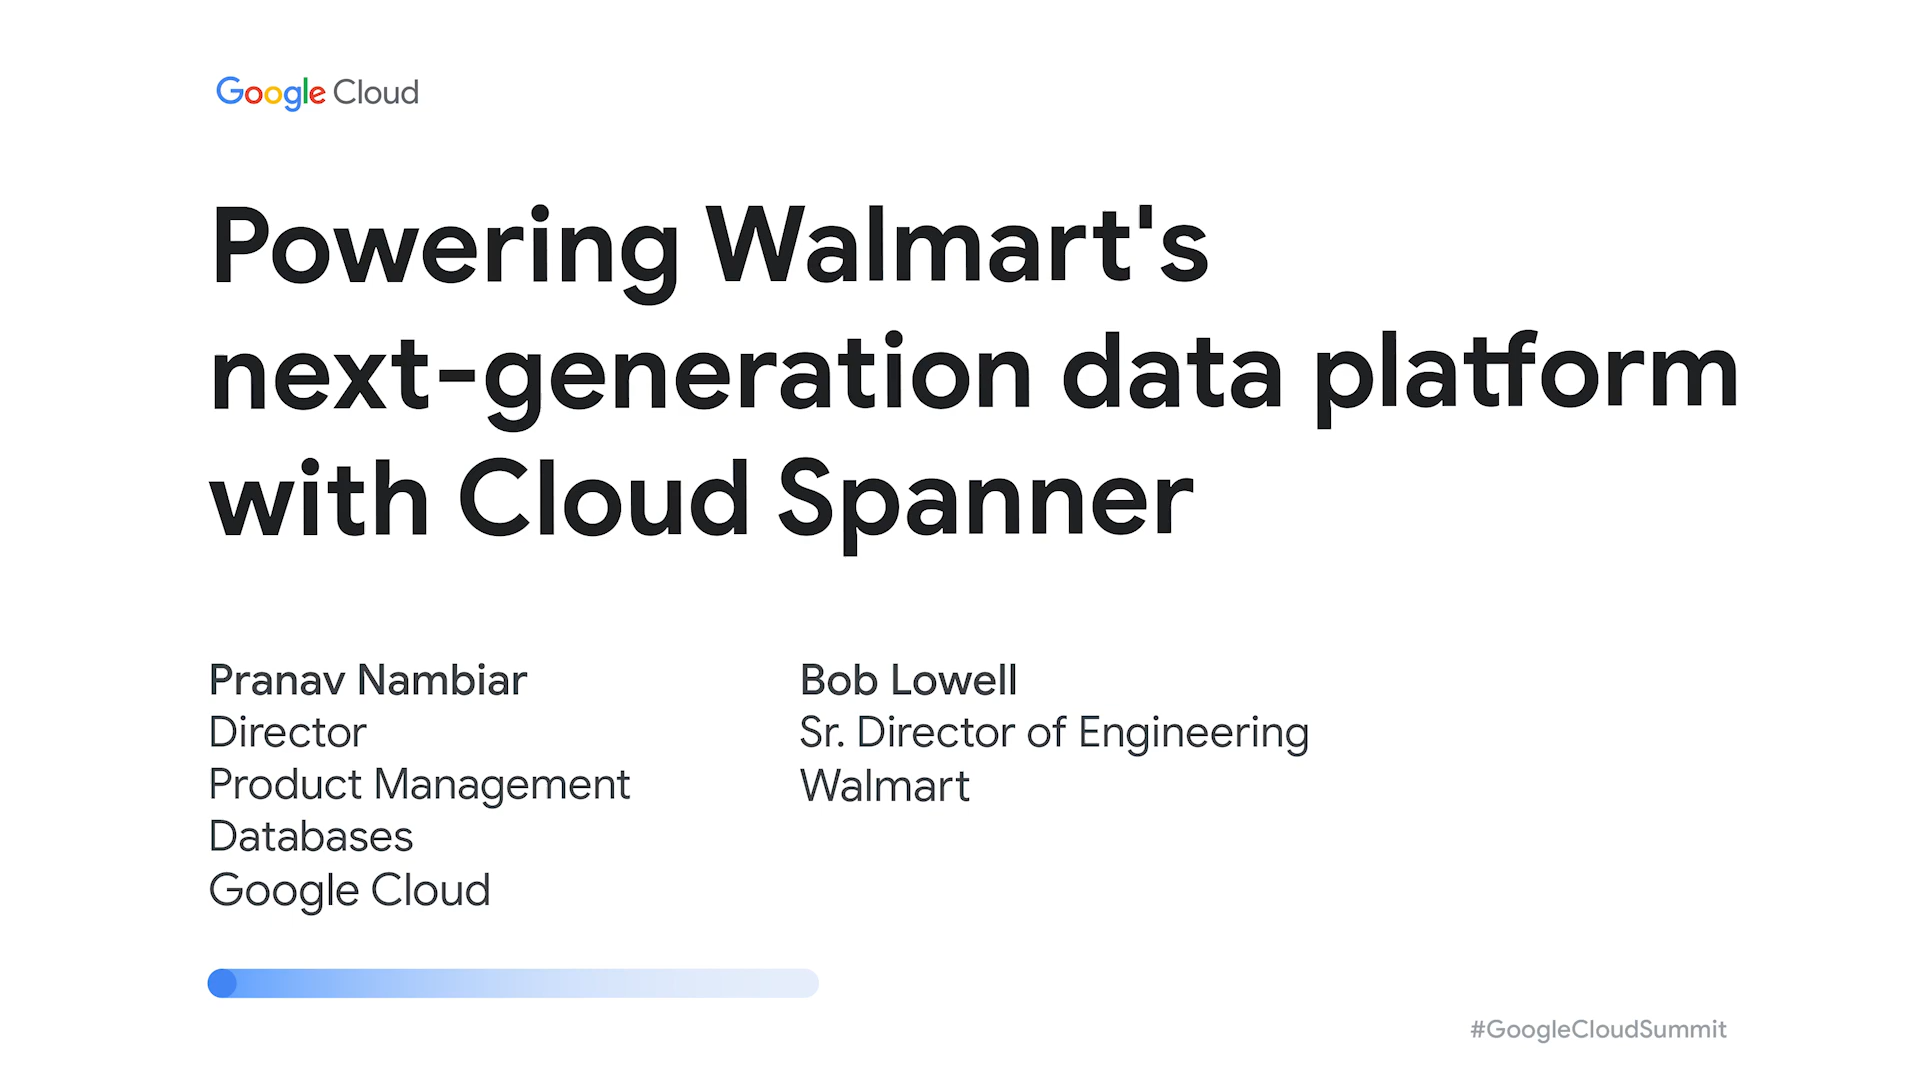 Google Cloud
Powering Walmart's
next-generation data platform
with Cloud Spanner
Pranav Nambiar
Director
Product Management
Databases
Google Cloud
Bob Lowell
Sr. Director of Engineering
Walmart
#GoogleCloudSummit